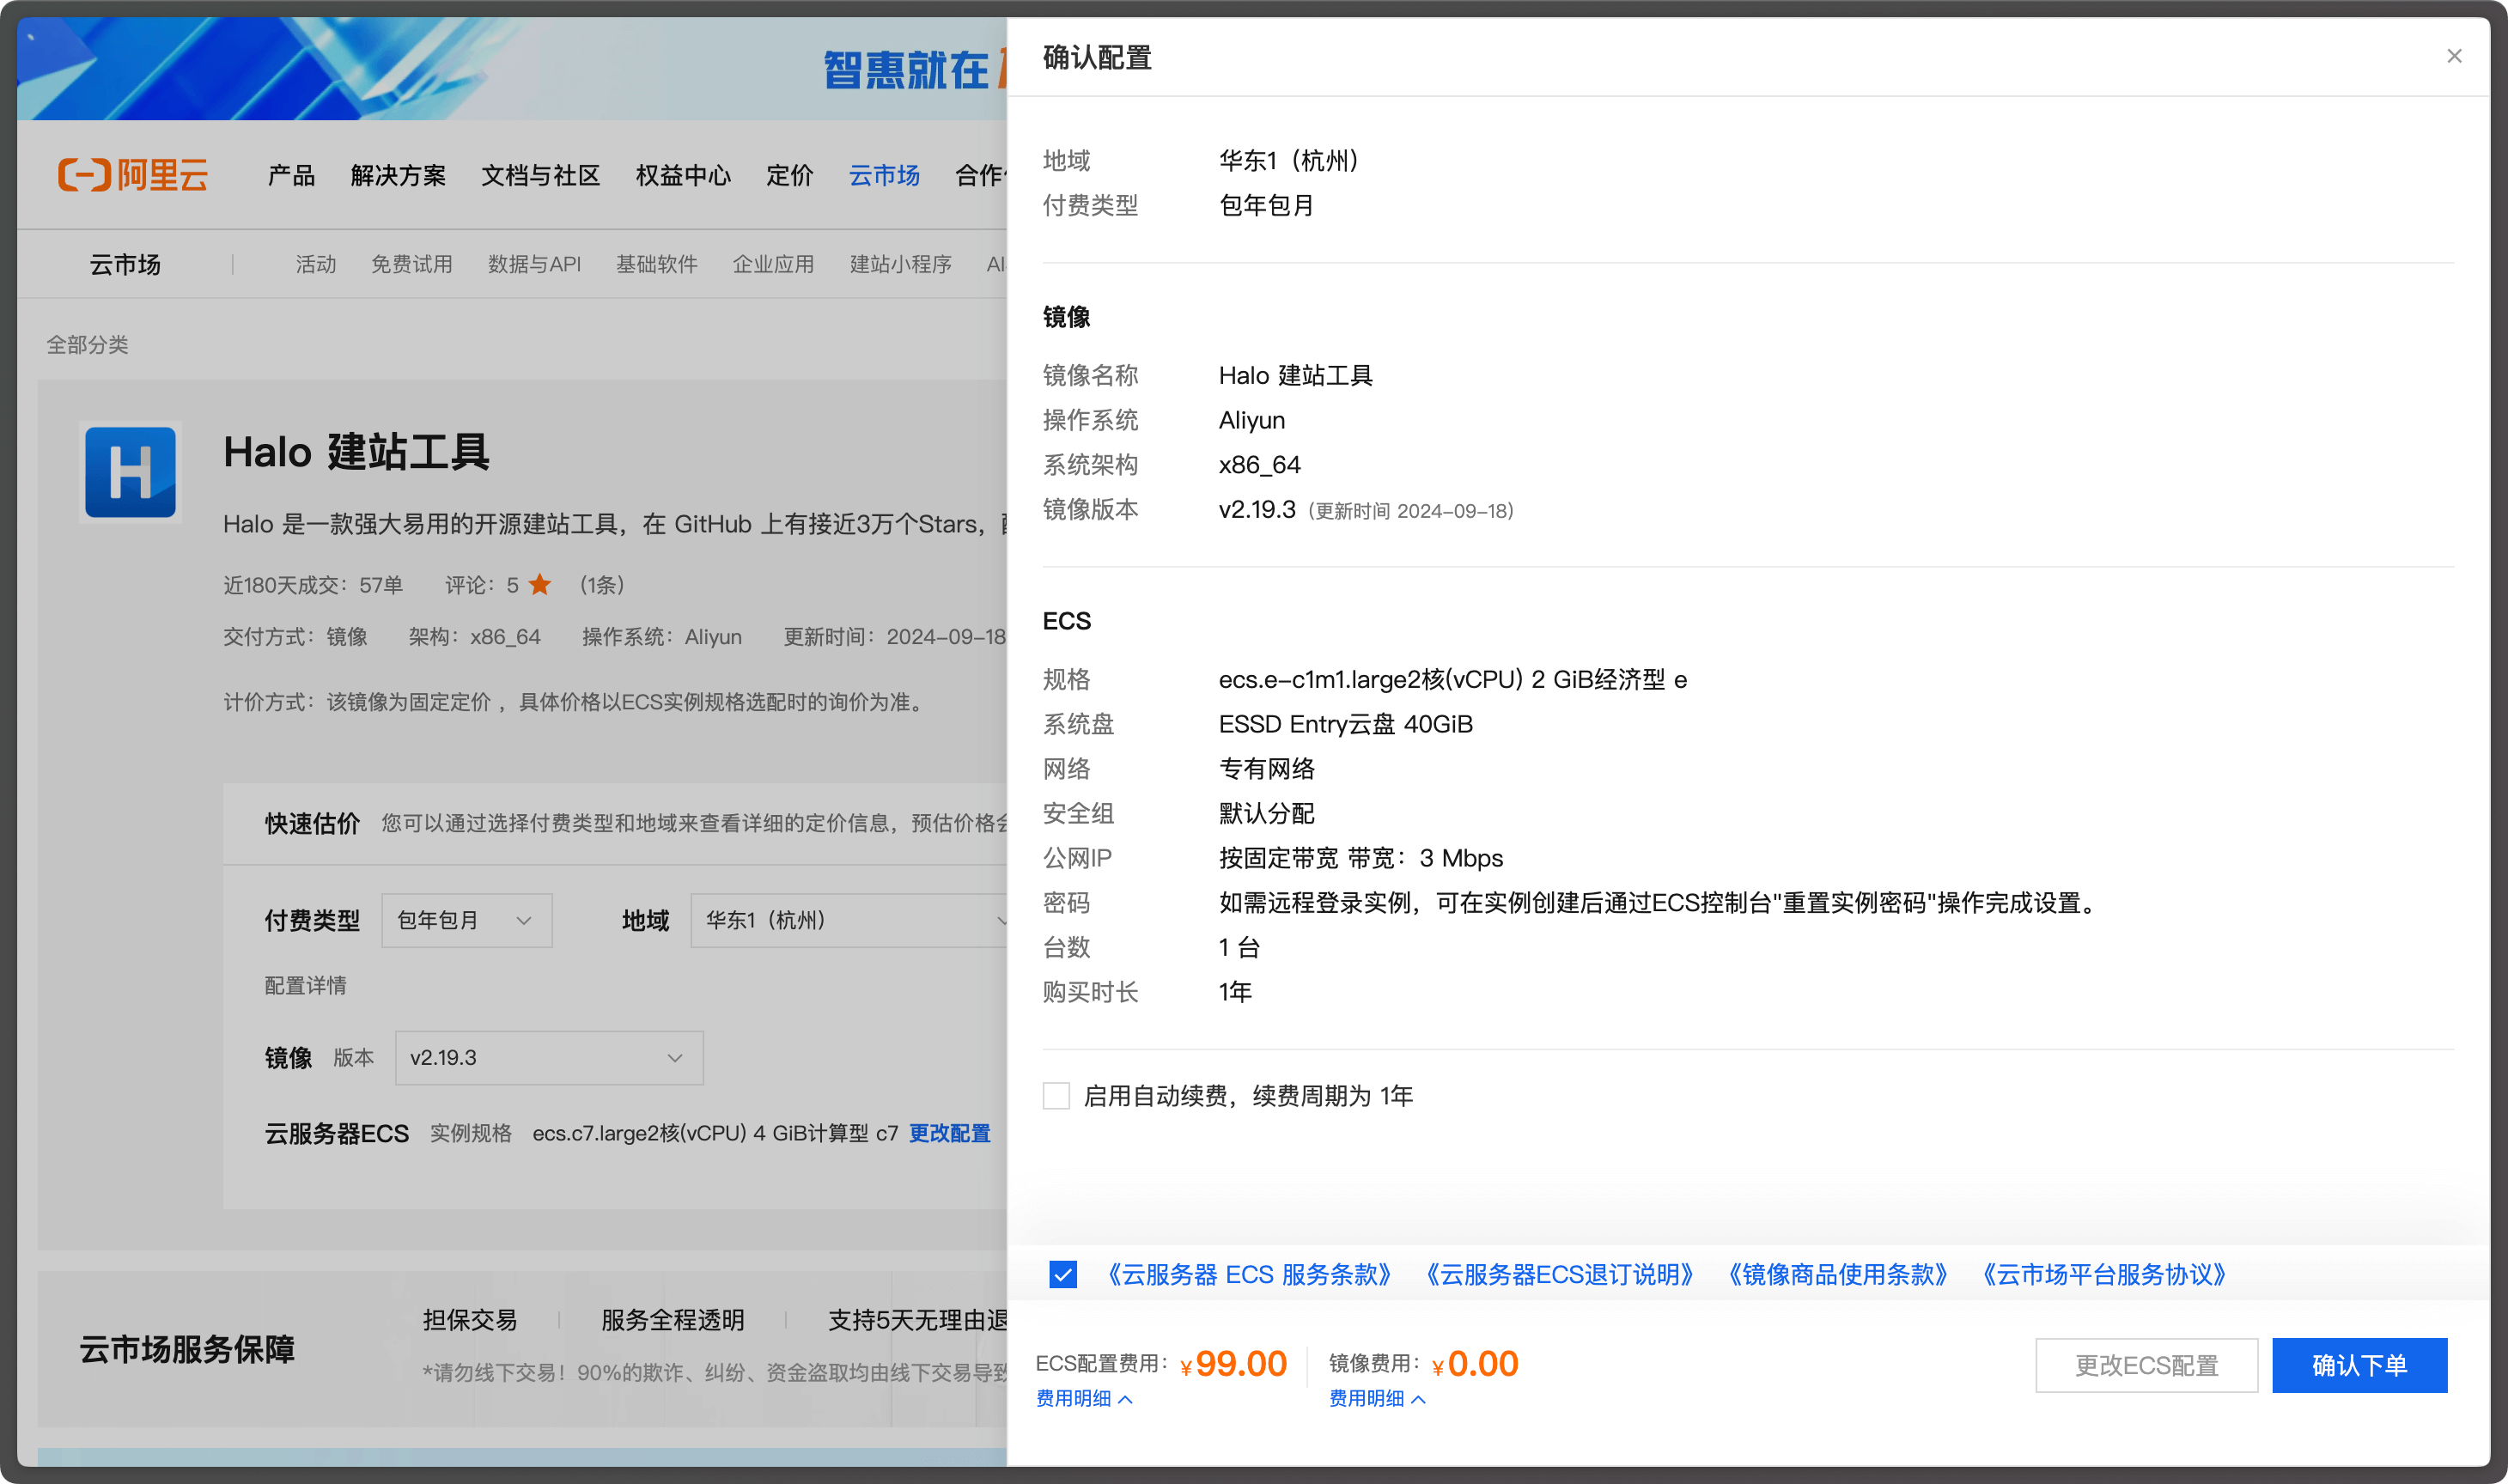 智惠就在
阿里云 产品 解决方案 文档与社区 权益中心 定价 云市场 合作
云市场 活动 免费试用 数据与API 基础软件 企业应用 建站小程序 AI
全部分类
Halo 建站工具
Halo 是一款强大易用的开源建站工具，在 GitHub 上有接近3万个Stars，
近180天成交：57单 评论：5 （1条）
交付方式：镜像 架构：x86_64 操作系统：Aliyun 更新时间：2024-09-18
计价方式：该镜像为固定定价 ，具体价格以ECS实例规格选配时的询价为准。
快速估价 您可以通过选择付费类型和地域来查看详细的定价信息，预估价格会
付费类型 包年包月 地域 华东1（杭州）
配置详情
镜像 版本 v2.19.3
云服务器ECS 实例规格 ecs.c7.large2核(vCPU) 4 GiB计算型 c7 更改配置
云市场服务保障
担保交易 服务全程透明 支持5天无理由退
*请勿线下交易！90%的欺诈、纠纷、资金盗取均由线下交易导致
确认配置
地域 华东1（杭州）
付费类型 包年包月
镜像
镜像名称 Halo 建站工具
操作系统 Aliyun
系统架构 x86_64
镜像版本 v2.19.3（更新时间 2024-09-18）
ECS
规格 ecs.e-c1m1.large2核(vCPU) 2 GiB经济型 e
系统盘 ESSD Entry云盘 40GiB
网络 专有网络
安全组 默认分配
公网IP 按固定带宽 带宽：3 Mbps
密码 如需远程登录实例，可在实例创建后通过ECS控制台"重置实例密码"操作完成设置。
台数 1 台
购买时长 1年
启用自动续费，续费周期为 1年
《云服务器 ECS 服务条款》 《云服务器ECS退订说明》 《镜像商品使用条款》 《云市场平台服务协议》
ECS配置费用：¥99.00 镜像费用：¥0.00 更改ECS配置 确认下单
费用明细 费用明细